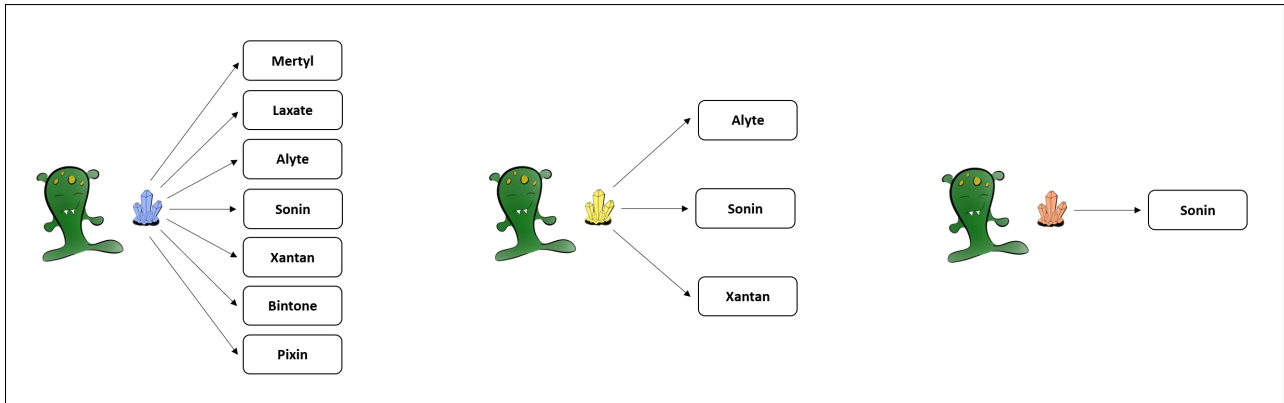 Mertyl
Laxate
Alyte
Sonin
Xantan
Bintone
Pixin
Alyte
Sonin
Xantan
Sonin